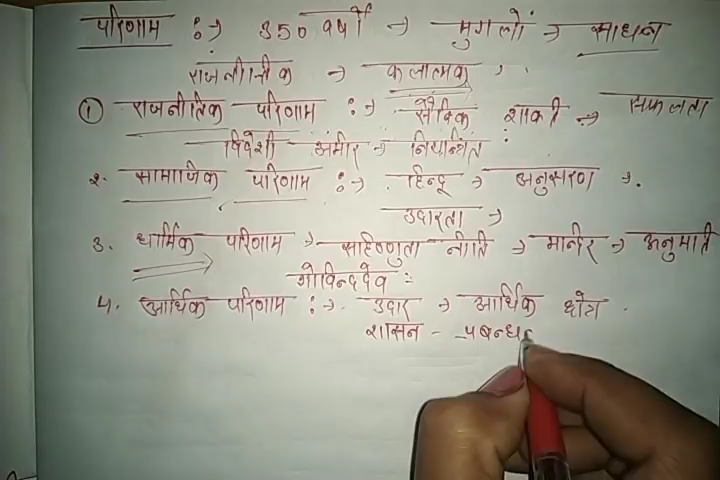 परिणाम :→ 350 वर्षों → मुगलों → साधन
राजनीतिक → कलात्मक .
① राजनीतिक परिणाम :→ सैनिक शक्ती → सफलता
विदेशी अमीर → नियन्त्रित :
२. सामाजिक परिणाम :→ हिन्दू → अनुसरण →.
उदारता →
3. धार्मिक परिणाम → सहिष्णुता नीति → मन्दिर → अनुमति
गोविन्ददेव :
4. आर्थिक परिणाम :→. उदार → आर्थिक क्षेत्र .
शासन - प्रबन्ध